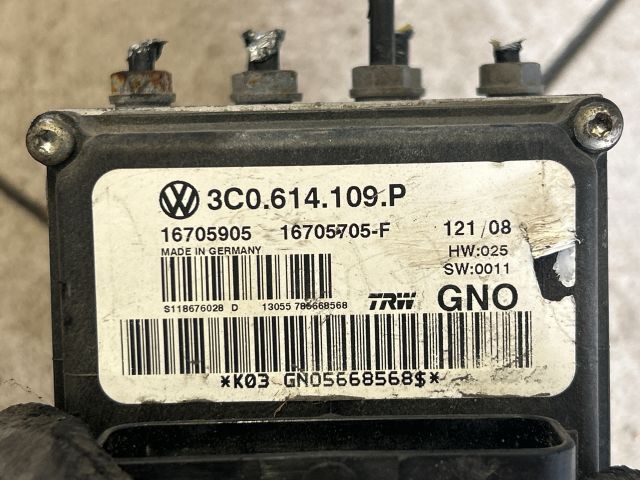 3C0.614.109.P
16705905 16705705-F 121/08
MADE IN GERMANY HW:025
SW:0011
S118676028 D 13055 785668568 TRW GNO
*K03 GNO5668568$*